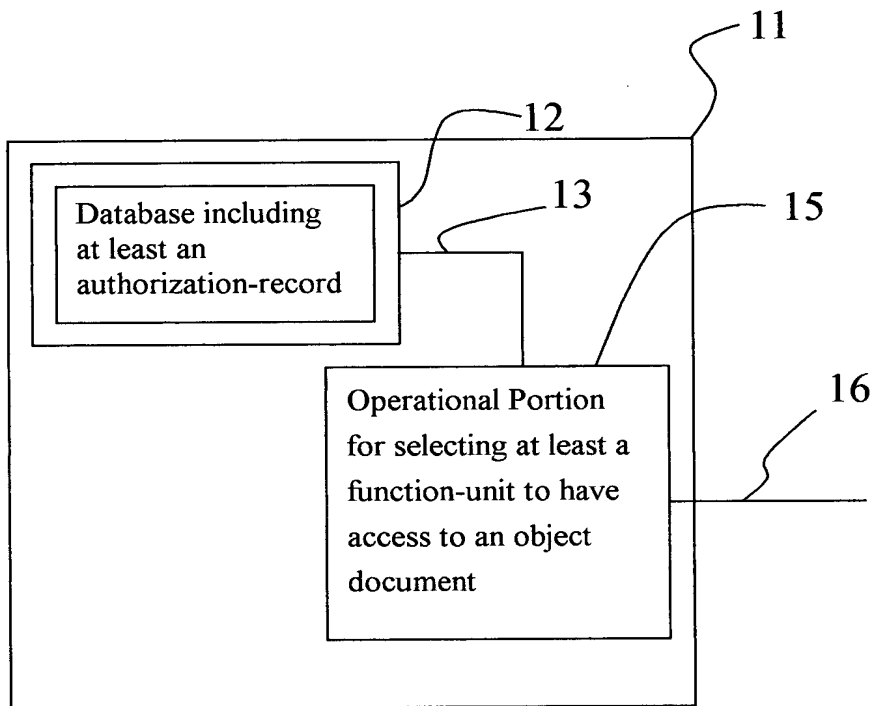 11
12
13
15
Database including
at least an
authorization-record
16
Operational Portion
for selecting at least a
function-unit to have
access to an object
document